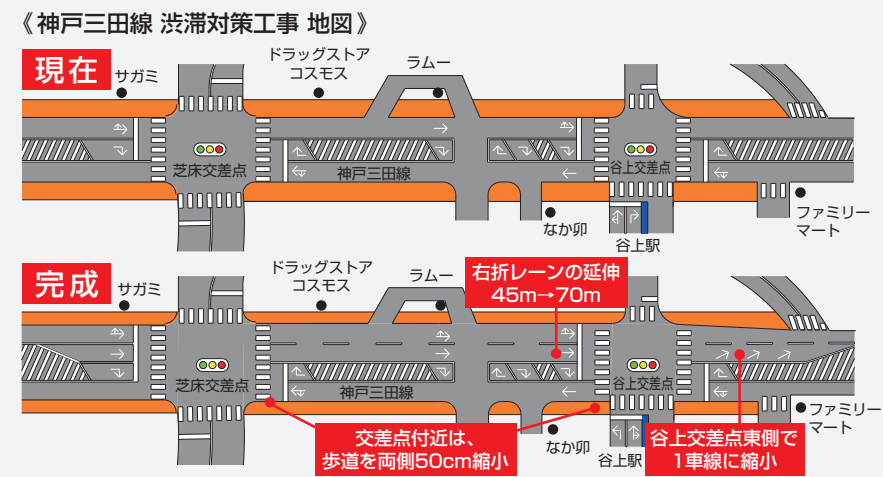 《神戸三田線 渋滞対策工事 地図》
現在
サガミ
ドラッグストア
コスモス
ラムー
芝床交差点
神戸三田線
谷上交差点
なか卯
谷上駅
ファミリー
マート
完成
サガミ
ドラッグストア
コスモス
ラムー
右折レーンの延伸
45m→70m
芝床交差点
神戸三田線
谷上交差点
交差点付近は、
歩道を両側50cm縮小
なか卯
谷上駅
谷上交差点東側で
1車線に縮小
ファミリー
マート